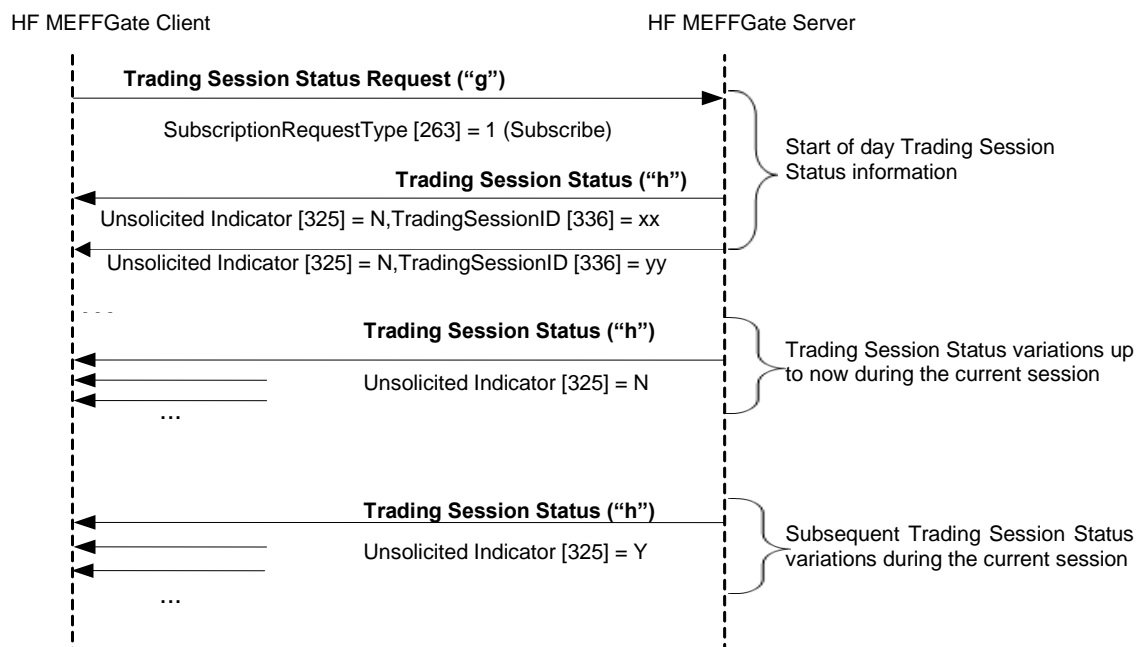 HF MEFFGate Client
HF MEFFGate Server
Trading Session Status Request (“g”)
SubscriptionRequestType [263] = 1 (Subscribe)
Start of day Trading Session
Status information
Trading Session Status (“h”)
Unsolicited Indicator [325] = N,TradingSessionID [336] = xx
Unsolicited Indicator [325] = N,TradingSessionID [336] = yy
...
Trading Session Status (“h”)
Trading Session Status variations up
to now during the current session
Unsolicited Indicator [325] = N
...
Trading Session Status (“h”)
Subsequent Trading Session Status
variations during the current session
Unsolicited Indicator [325] = Y
...